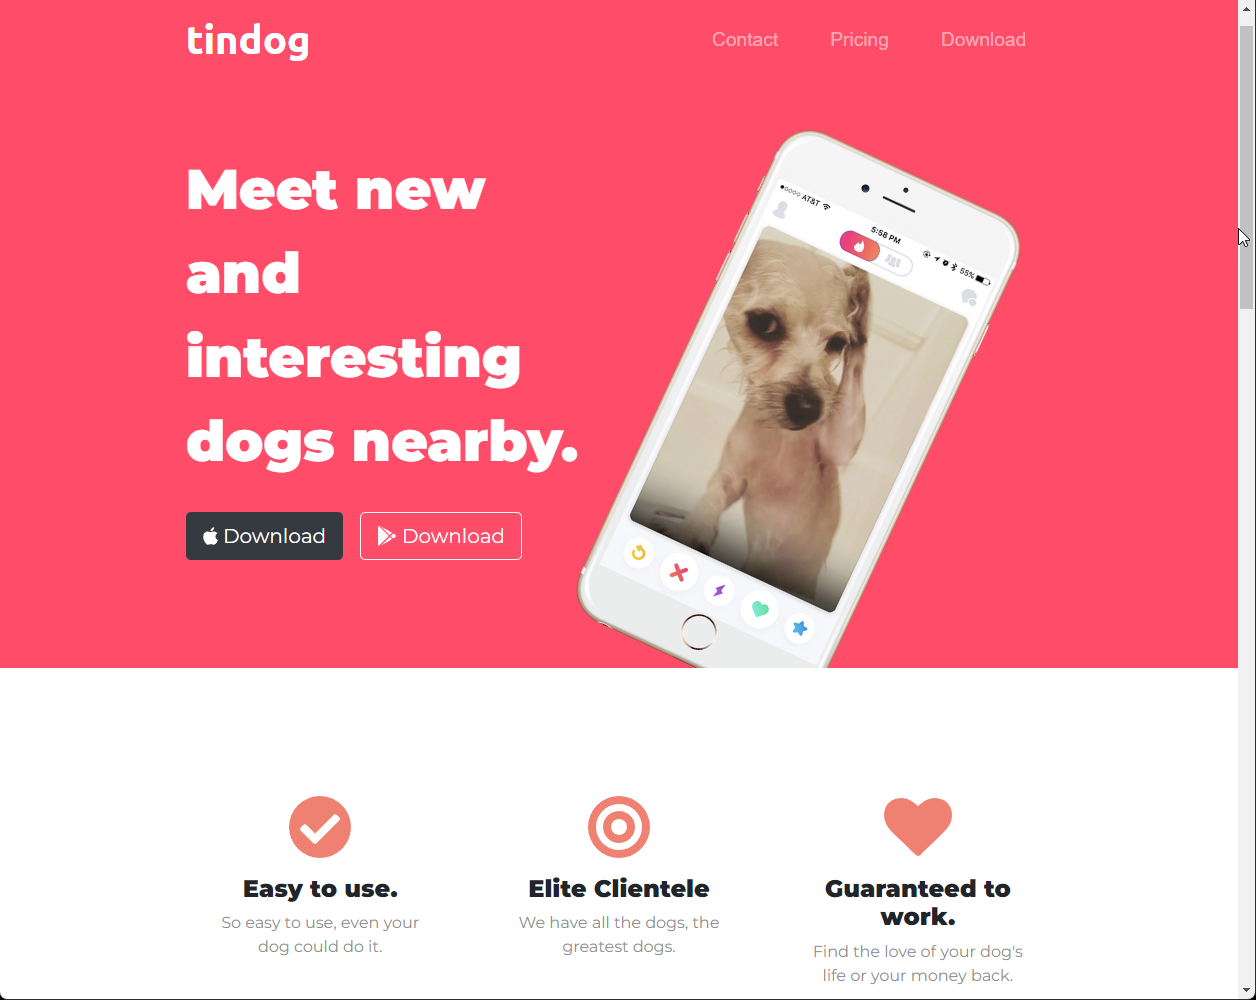 tindog
Contact Pricing Download
Meet new
and
interesting
dogs nearby.
Download Download
AT&T
5:58 PM
55%
Easy to use.
So easy to use, even your
dog could do it.
Elite Clientele
We have all the dogs, the
greatest dogs.
Guaranteed to
work.
Find the love of your dog's
life or your money back.